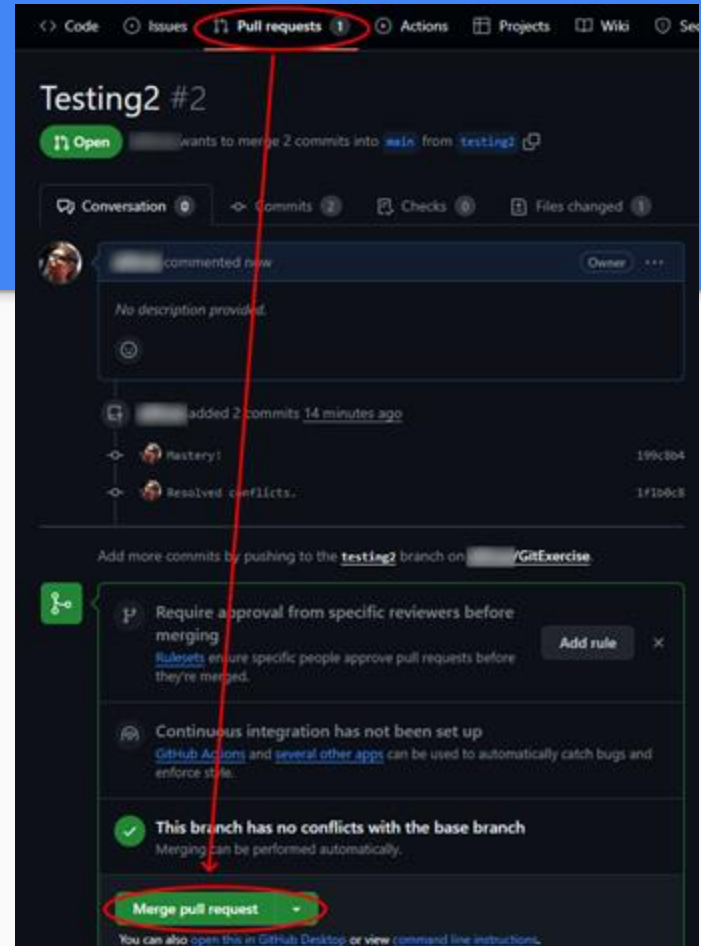 Code Issues Pull requests 1 Actions Projects Wiki Sec
Testing2 #2
Open wants to merge 2 commits into main from testing2
Conversation 0 Commits 2 Checks 0 Files changed 1
commented now Owner
No description provided.
added 2 commits 14 minutes ago
Mastery! 199c8b4
Resolved conflicts. 1f1b0c8
Add more commits by pushing to the testing2 branch on /GitExercise.
Require approval from specific reviewers before
merging
Add rule
Rulesets ensure specific people approve pull requests before
they're merged.
Continuous integration has not been set up
GitHub Actions and several other apps can be used to automatically catch bugs and
enforce style.
This branch has no conflicts with the base branch
Merging can be performed automatically.
Merge pull request
You can also open this in GitHub Desktop or view command line instructions.